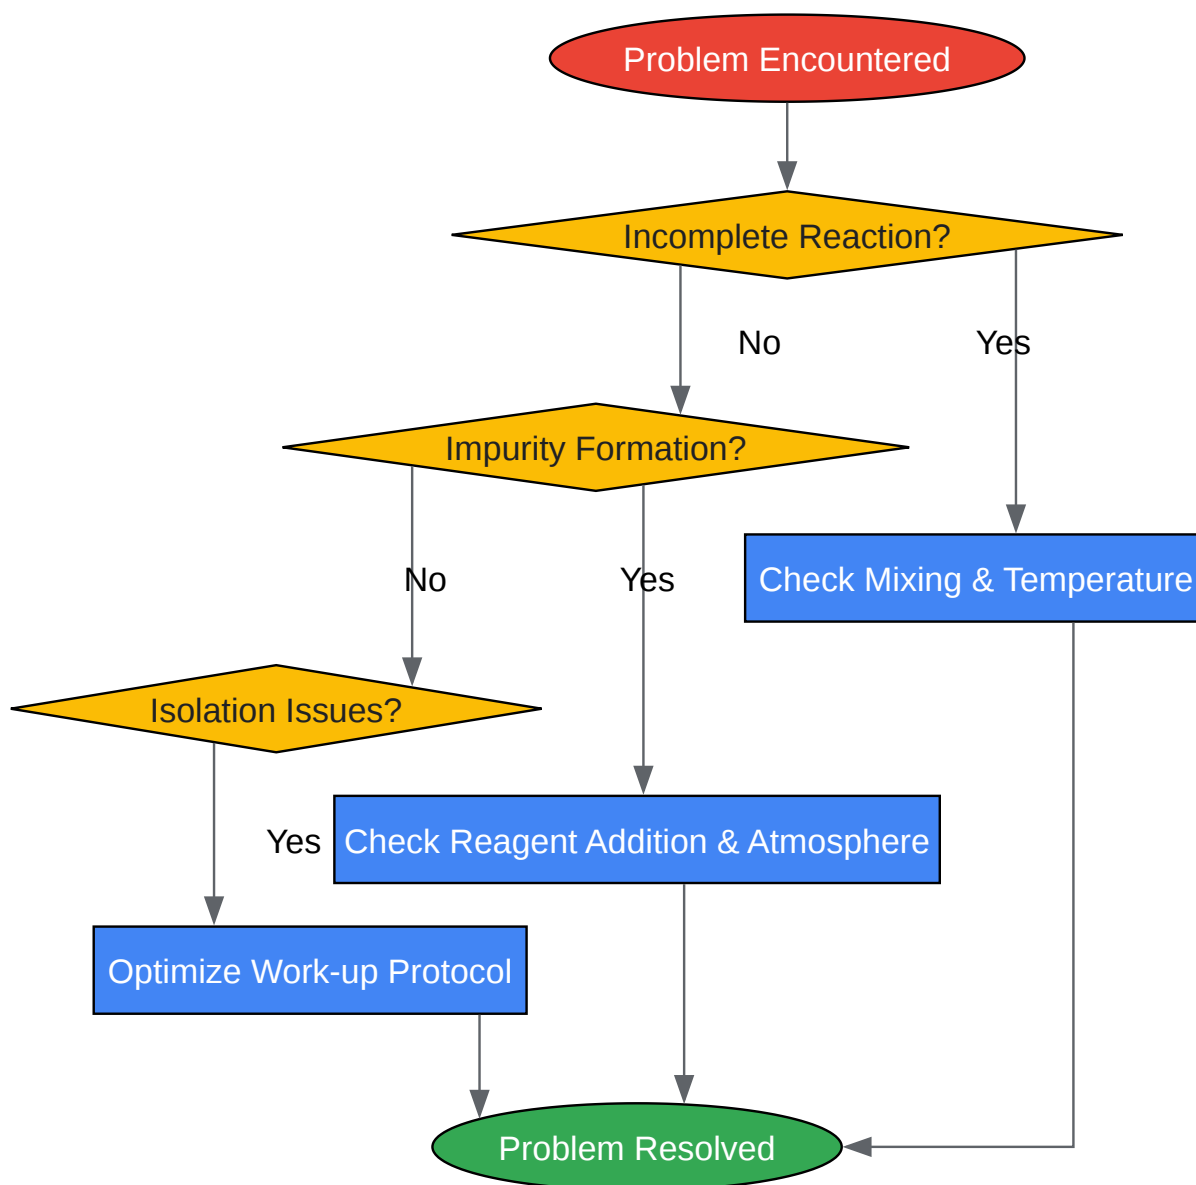 Problem Encountered
Incomplete Reaction?
No
Yes
Impurity Formation?
No
Yes
Check Mixing & Temperature
Isolation Issues?
Yes
Check Reagent Addition & Atmosphere
Optimize Work-up Protocol
Problem Resolved